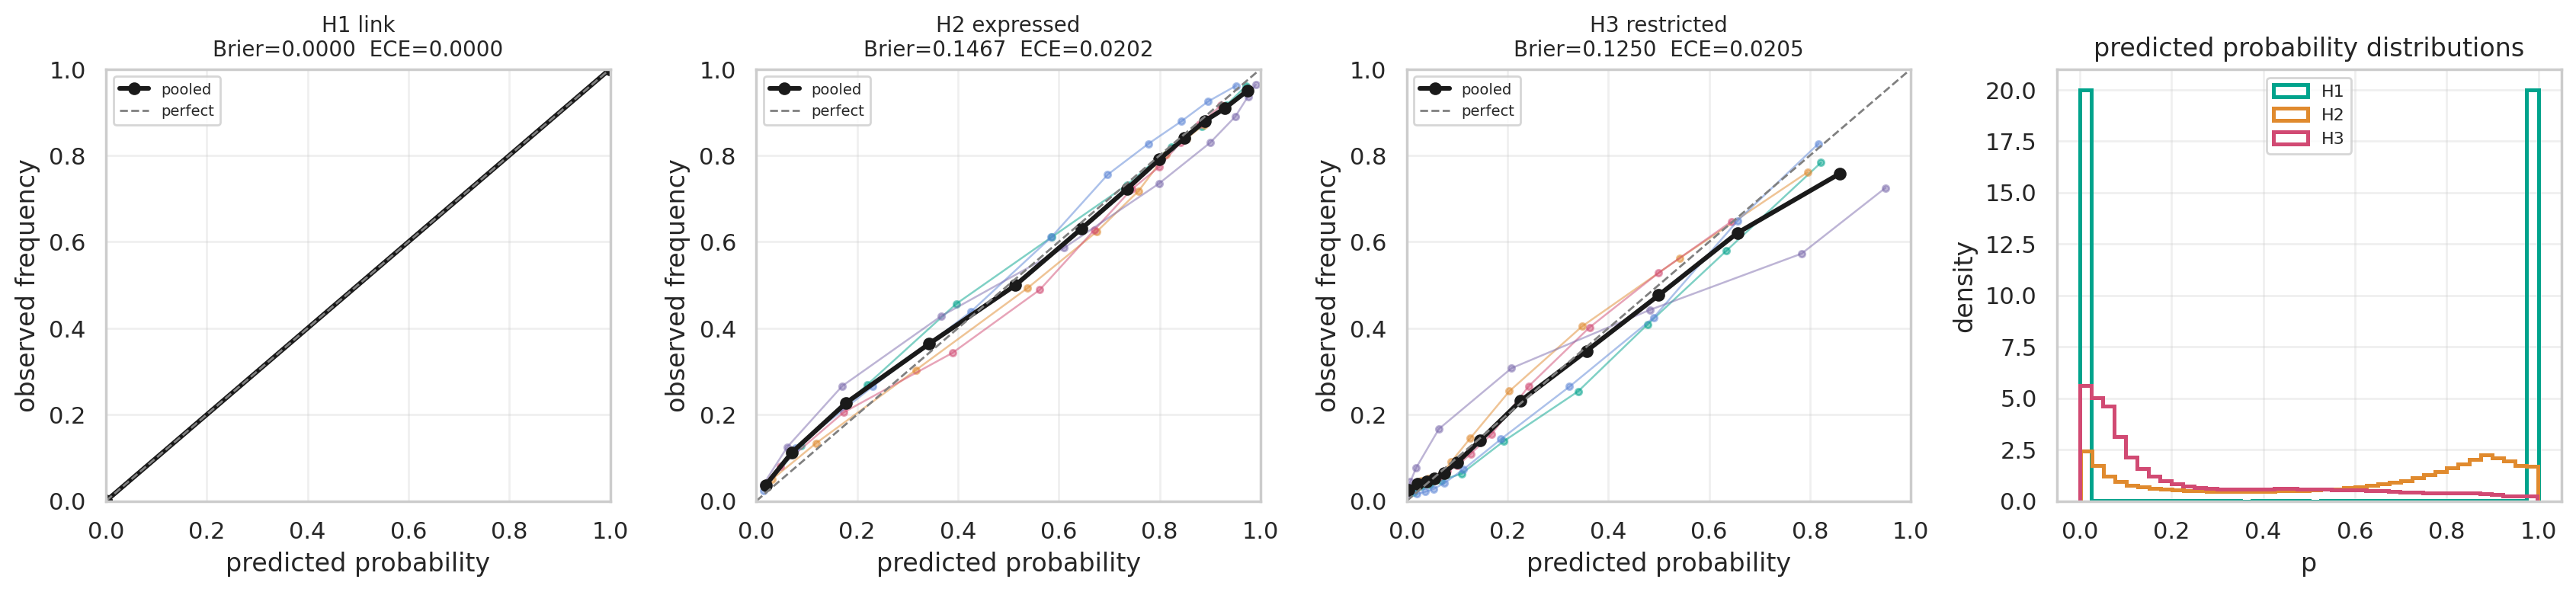 H1 link
Brier=0.0000  ECE=0.0000
1.0
0.8
0.6
0.4
0.2
0.0
observed frequency
pooled
perfect
0.0 0.2 0.4 0.6 0.8 1.0
predicted probability
H2 expressed
Brier=0.1467  ECE=0.0202
1.0
0.8
0.6
0.4
0.2
0.0
observed frequency
pooled
perfect
0.0 0.2 0.4 0.6 0.8 1.0
predicted probability
H3 restricted
Brier=0.1250  ECE=0.0205
1.0
0.8
0.6
0.4
0.2
0.0
observed frequency
pooled
perfect
0.0 0.2 0.4 0.6 0.8 1.0
predicted probability
predicted probability distributions
20.0
17.5
15.0
12.5
10.0
7.5
5.0
2.5
0.0
density
H1
H2
H3
0.0 0.2 0.4 0.6 0.8 1.0
p